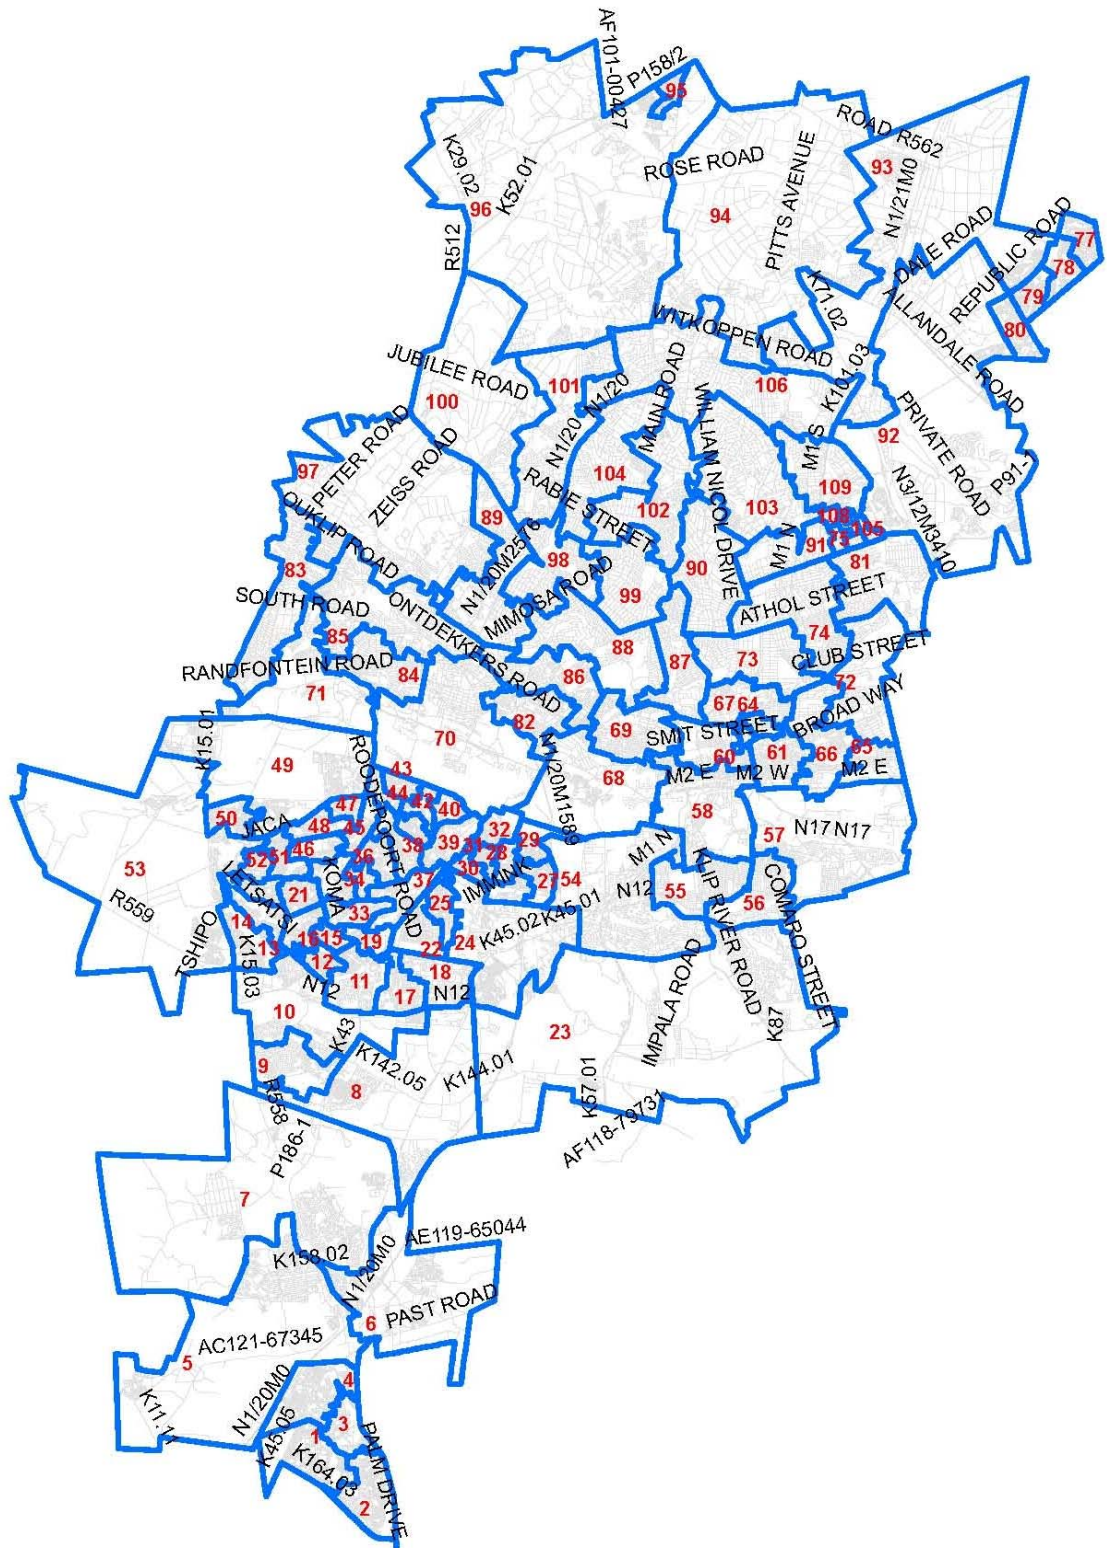 AF101-00427
P158/2
95
ROAD R562
K29.02
K52.01
ROSE ROAD
PITTS AVENUE
93
N1/21M0
96
94
R512
DALE ROAD
REPUBLIC ROAD
77
78
79
80
K71.02
ALLANDALE ROAD
WITKOPPEN ROAD
JUBILEE ROAD
101
N1/20
N1/20
MAIN ROAD
106
K101.03
100
WILLIAM NICOL DRIVE
M1 S
PRIVATE ROAD
92
PETER ROAD
ZEISS ROAD
97
OUKLIP ROAD
104
RABIE STREET
102
103
109
N3/12M3410
P91-1
89
108
105
75
91
M1 N
N1/20M2576
98
83
90
81
MIMOSA ROAD
99
ATHOL STREET
SOUTH ROAD
ONTDEKKERS ROAD
85
88
87
74
73
CLUB STREET
RANDFONTEIN ROAD
84
86
71
72
67
64
BROAD WAY
82
69
SMIT STREET
K15.01
70
60
61
66
65
M2 E
M2 W
M2 E
49
ROODEPOORT ROAD
43
N1/20M1589
68
44
42
47
40
50
JACA
48
45
58
57
N17
N17
32
29
M1 N
38
39
31
28
46
52
51
36
30
53
LETSATSI
KOMA
34
37
IMMINK
27
54
N12
55
KLIP RIVER ROAD
COMARO STREET
56
R559
21
25
K45.01
K45.02
33
14
TSHIPO
K15.03
13
16
15
19
22
24
12
18
N12
11
17
N12
10
23
IMPALA ROAD
K87
K43
K142.05
K144.01
9
R558
8
K57.01
AF118-79731
P186-1
7
K158.02
N1/20M0
AE119-65044
6
PAST ROAD
AC121-67345
5
N1/20M0
4
K11.11
K45.05
1
3
K164.03
PALM DRIVE
2